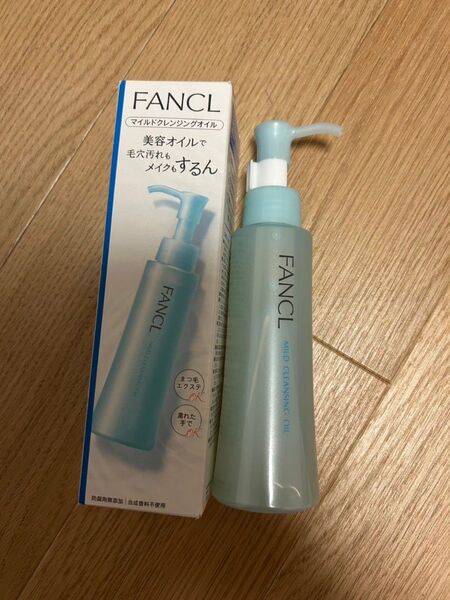 FANCL
マイルドクレンジングオイル
美容オイルで
毛穴汚れも
メイクもするん
FANCL
まつ毛
エクステ
OK
濡れた
手で
OK
防腐剤無添加 | 合成香料不使用
FANCL
MILD CLEANSING OIL